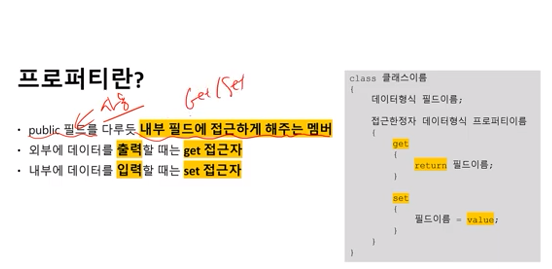 프로퍼티란?
사용
Get/Set
• public 필드를 다루듯 내부 필드에 접근하게 해주는 멤버
• 외부에 데이터를 출력할 때는 get 접근자
• 내부에 데이터를 입력할 때는 set 접근자
class 클래스이름
{
데이터형식 필드이름;
접근한정자 데이터형식 프로퍼티이름
{
get
{
return 필드이름;
}
set
{
필드이름 = value;
}
}
}